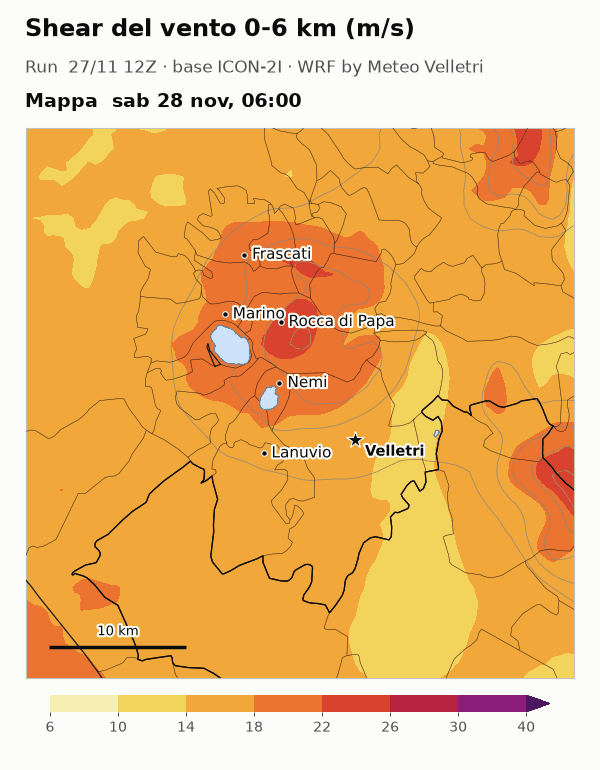 Shear del vento 0-6 km (m/s)
Run  27/11 12Z · base ICON-2I · WRF by Meteo Velletri
Mappa  sab 28 nov, 06:00
Frascati
Marino
Rocca di Papa
Nemi
Velletri
Lanuvio
10 km
6 10 14 18 22 26 30 40